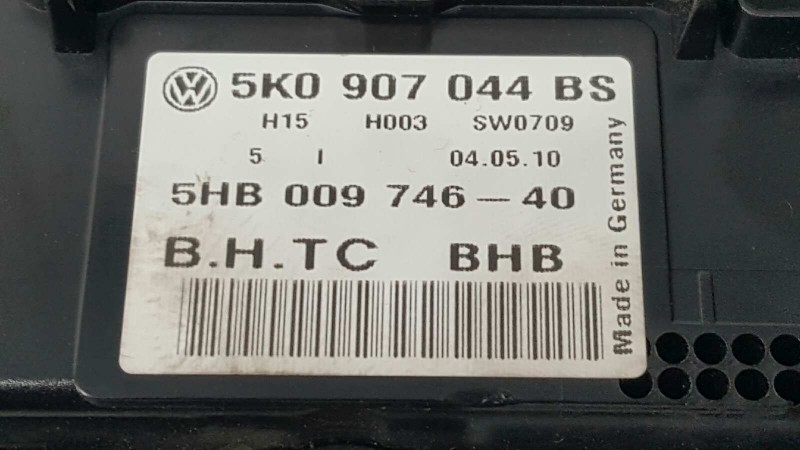 VW 5K0 907 044 BS
H15 H003 SW0709
5 I 04.05.10
5HB 009 746-40
B.H.TC BHB
Made in Germany